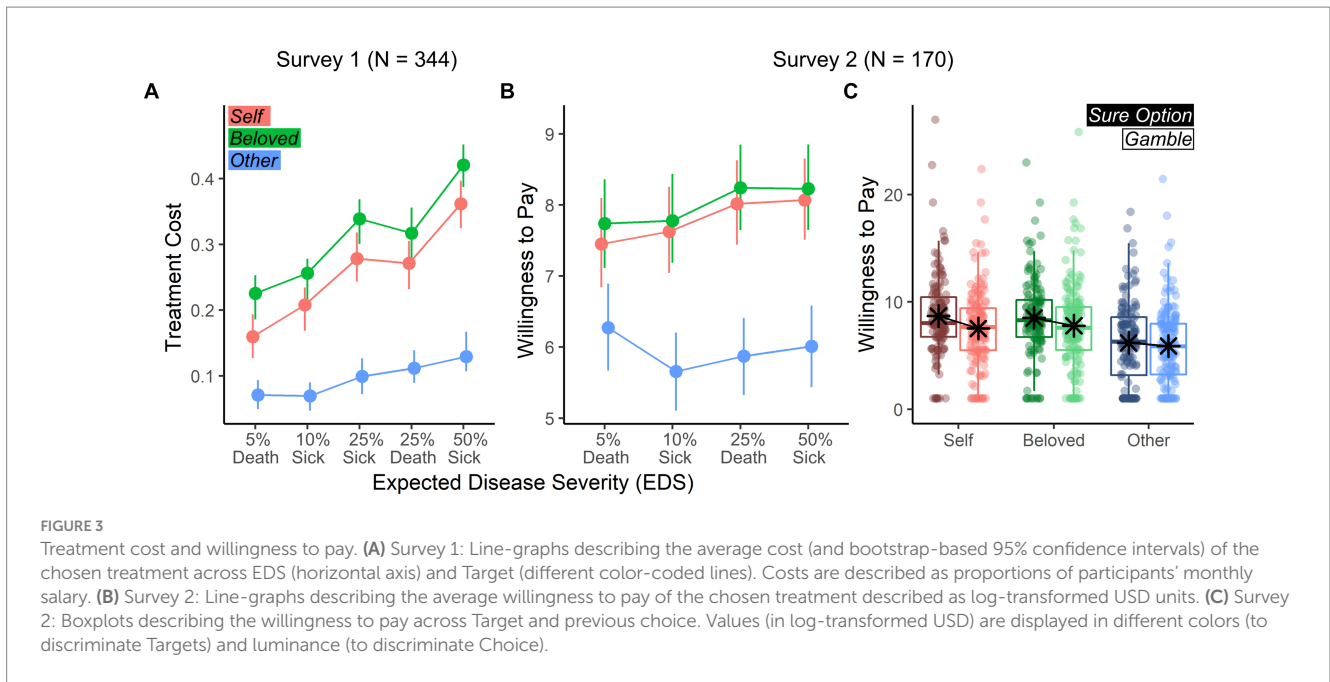 Survey 1 (N = 344)
Survey 2 (N = 170)
A
Self
Beloved
Other
Treatment Cost
0.4
0.3
0.2
0.1
5% Death
10% Sick
25% Sick
25% Death
50% Sick
B
Willingness to Pay
9
8
7
6
5
5% Death
10% Sick
25% Death
50% Sick
Expected Disease Severity (EDS)
C
Sure Option
Gamble
Willingness to Pay
20
10
0
Self
Beloved
Other
FIGURE 3
Treatment cost and willingness to pay. (A) Survey 1: Line-graphs describing the average cost (and bootstrap-based 95% confidence intervals) of the
chosen treatment across EDS (horizontal axis) and Target (different color-coded lines). Costs are described as proportions of participants’ monthly
salary. (B) Survey 2: Line-graphs describing the average willingness to pay of the chosen treatment described as log-transformed USD units. (C) Survey
2: Boxplots describing the willingness to pay across Target and previous choice. Values (in log-transformed USD) are displayed in different colors (to
discriminate Targets) and luminance (to discriminate Choice).